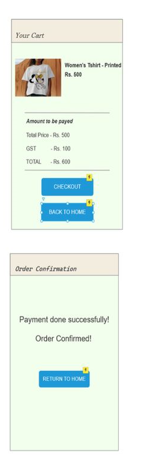 Your Cart
Women's Tshirt - Printed
Rs. 500
Amount to be payed
Total Price - Rs. 500
GST - Rs. 100
TOTAL - Rs. 600
CHECKOUT
BACK TO HOME
Order Confirmation
Payment done successfully!
Order Confirmed!
RETURN TO HOME